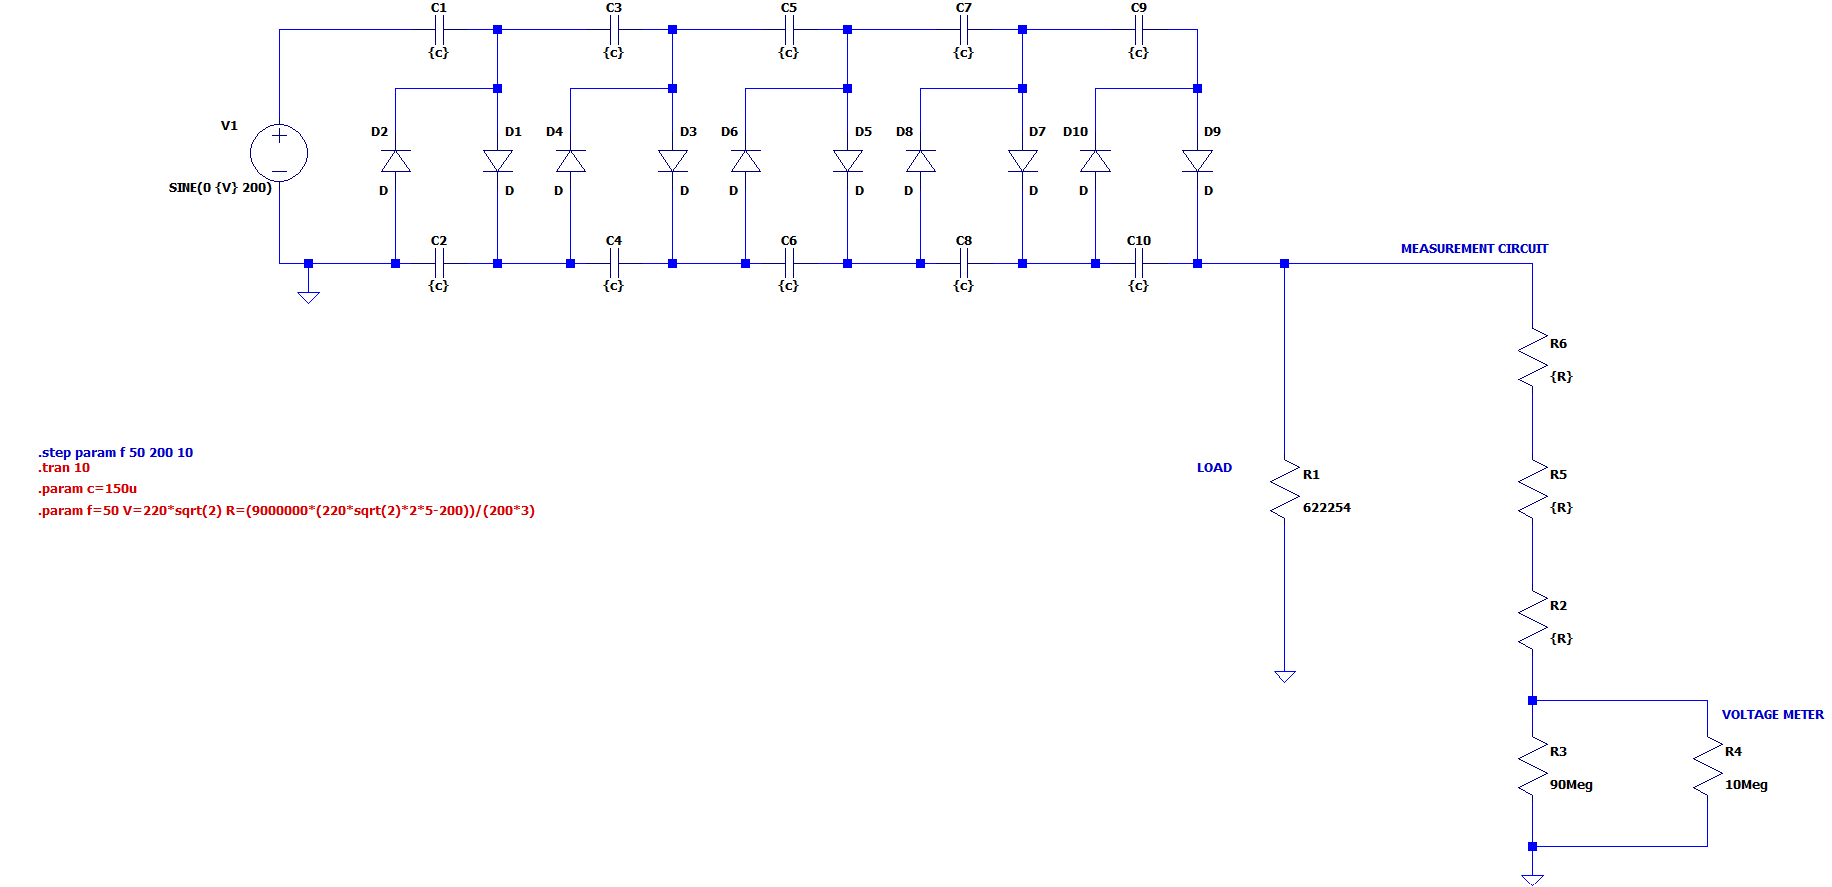 C1 C3 C5 C7 C9
{c} {c} {c} {c} {c}
V1 D2 D1 D4 D3 D6 D5 D8 D7 D10 D9
SINE(0 {V} 200) D D D D D D D D D D
C2 C4 C6 C8 C10
{c} {c} {c} {c} {c}
MEASUREMENT CIRCUIT
R6
{R}
.step param f 50 200 10
.tran 10
.param c=150u
.param f=50 V=220*sqrt(2) R=(9000000*(220*sqrt(2)*2*5-200))/(200*3)
LOAD
R1
622254
R5
{R}
R2
{R}
VOLTAGE METER
R3
90Meg
R4
10Meg